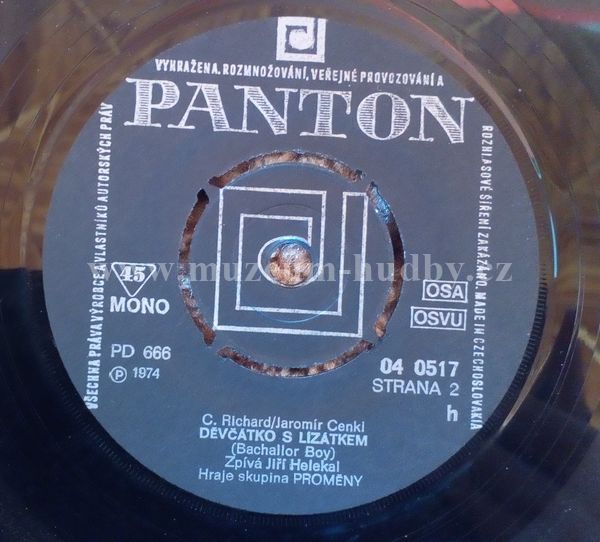 VYHRAŽENA. ROZMNOŽOVÁNÍ, VEŘEJNÉ PROVOZOVÁNÍ A
PANTON
VŠECHNA PRÁVA VÝROBCE A VLASTNÍKŮ AUTORSKÝCH PRÁV
ROZHLASOVÉ ŠÍŘENÍ ZAKÁZÁNO. MADE IN CZECHOSLOVAKIA
www.muzeum-hudby.cz
45
MONO
OSA
OSVU
PD 666
Ⓟ 1974
04 0517
STRANA 2
h
C. Richard/Jaromír Cenkl
DĚVČÁTKO S LÍZÁTKEM
(Bachallor Boy)
Zpívá Jiří Helekal
Hraje skupina PROMĚNY